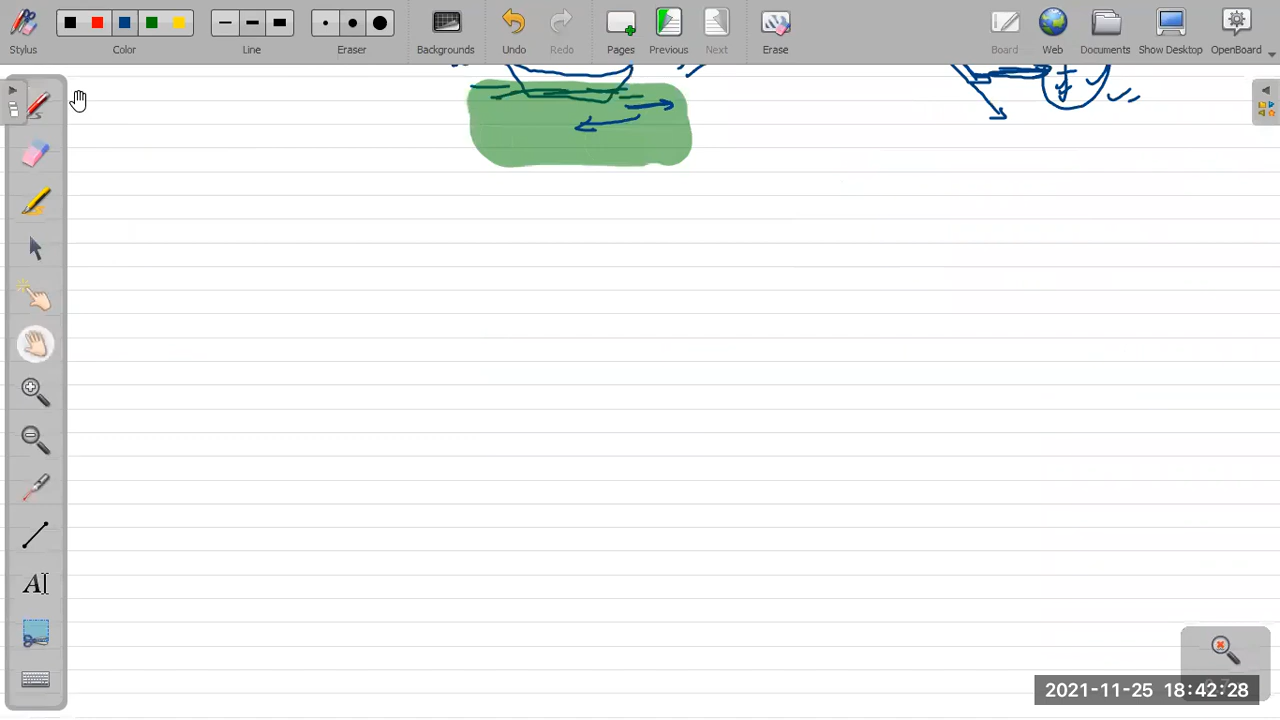 Stylus
Color
Line
Eraser
Backgrounds
Undo
Redo
Pages
Previous
Next
Erase
Board
Web
Documents
Show Desktop
OpenBoard
A
2021-11-25 18:42:28